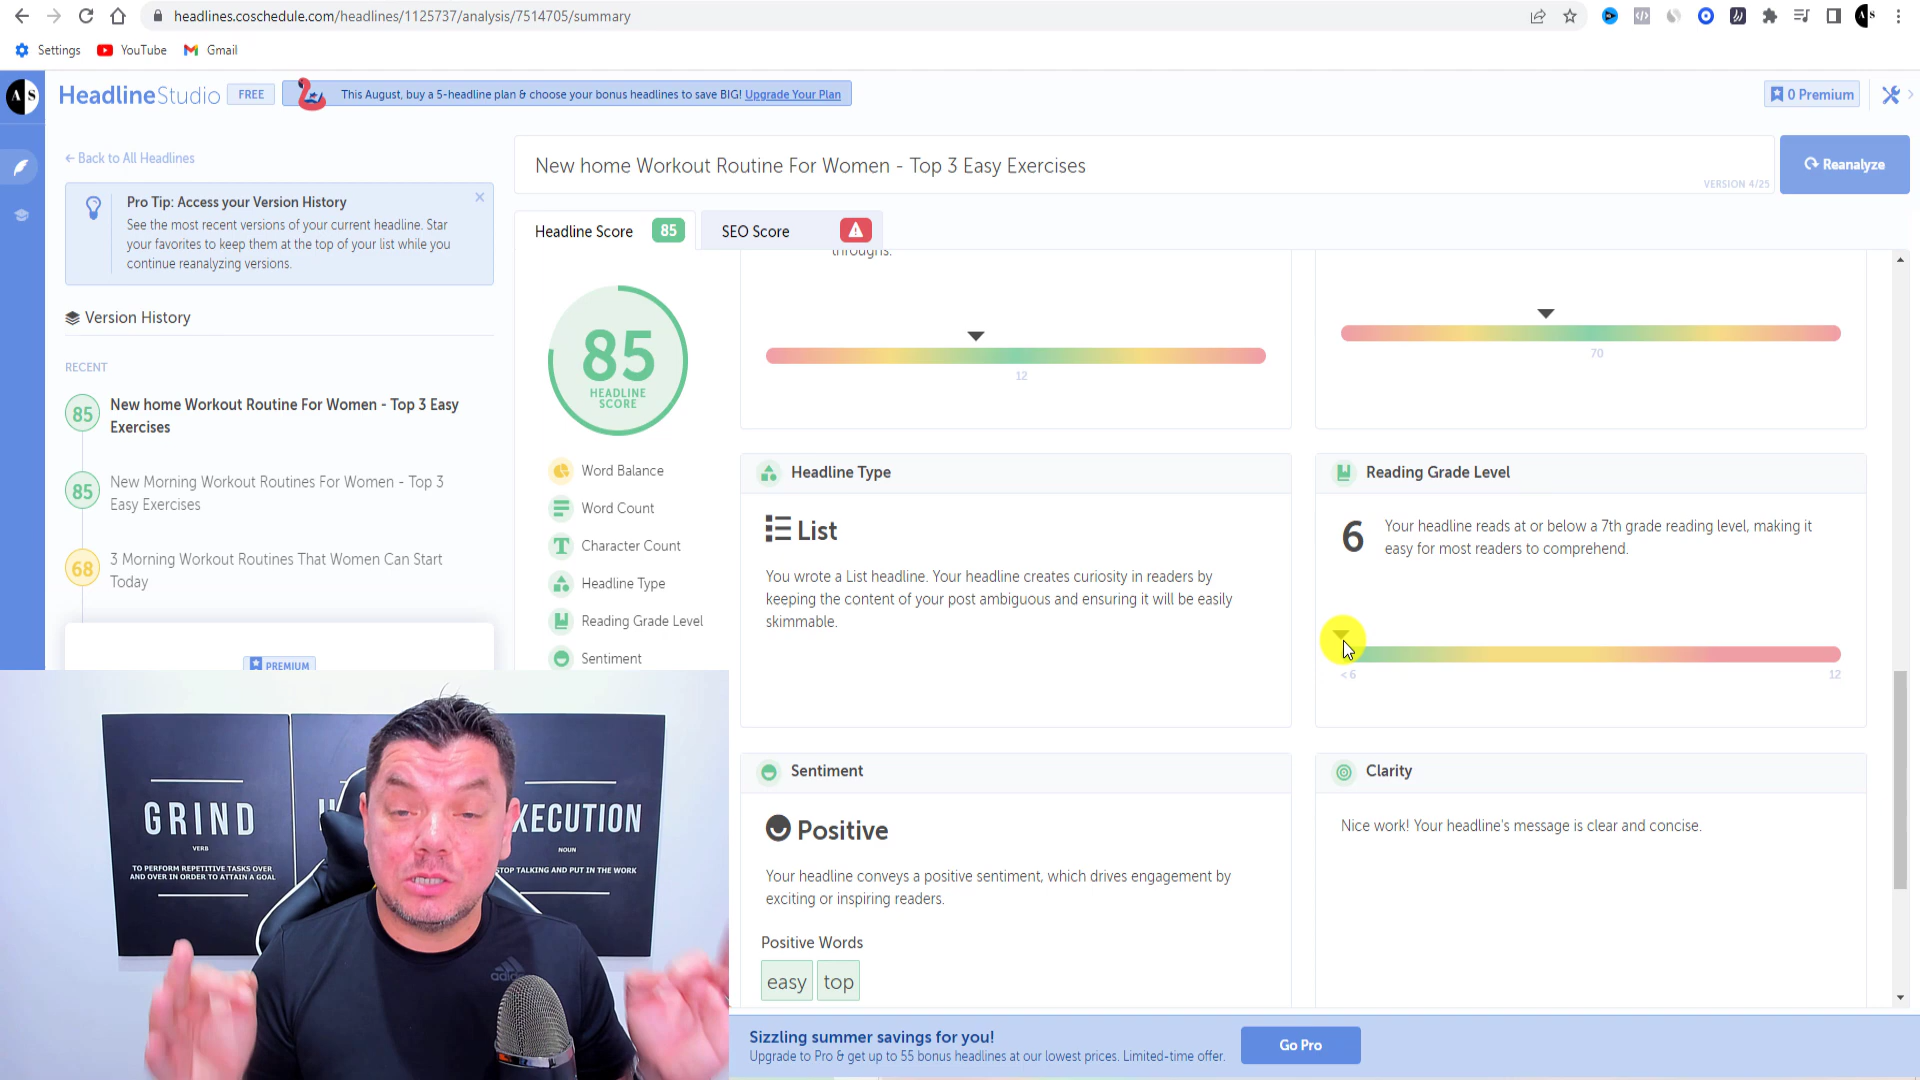 headlines.coschedule.com/headlines/1125737/analysis/7514705/summary
Settings YouTube Gmail
AS HeadlineStudio FREE This August, buy a 5-headline plan & choose your bonus headlines to save BIG! Upgrade Your Plan 0 Premium
← Back to All Headlines
Pro Tip: Access your Version History
See the most recent versions of your current headline. Star
your favorites to keep them at the top of your list while you
continue reanalyzing versions.
Version History
RECENT
85 New home Workout Routine For Women - Top 3 Easy
Exercises
85 New Morning Workout Routines For Women - Top 3
Easy Exercises
68 3 Morning Workout Routines That Women Can Start
Today
PREMIUM
New home Workout Routine For Women - Top 3 Easy Exercises
VERSION 4/25
Reanalyze
Headline Score 85 SEO Score
85
HEADLINE
SCORE
Word Balance
Word Count
Character Count
Headline Type
Reading Grade Level
Sentiment
throughs.
12
70
Headline Type
List
You wrote a List headline. Your headline creates curiosity in readers by
keeping the content of your post ambiguous and ensuring it will be easily
skimmable.
Reading Grade Level
6 Your headline reads at or below a 7th grade reading level, making it
easy for most readers to comprehend.
< 6 12
Sentiment
Positive
Your headline conveys a positive sentiment, which drives engagement by
exciting or inspiring readers.
Positive Words
easy top
Clarity
Nice work! Your headline's message is clear and concise.
Sizzling summer savings for you!
Upgrade to Pro & get up to 55 bonus headlines at our lowest prices. Limited-time offer.
Go Pro
GRIND
VERB
TO PERFORM REPETITIVE TASKS OVER
AND OVER IN ORDER TO ATTAIN A GOAL
XECUTION
NOUN
STOP TALKING AND PUT IN THE WORK
adidas